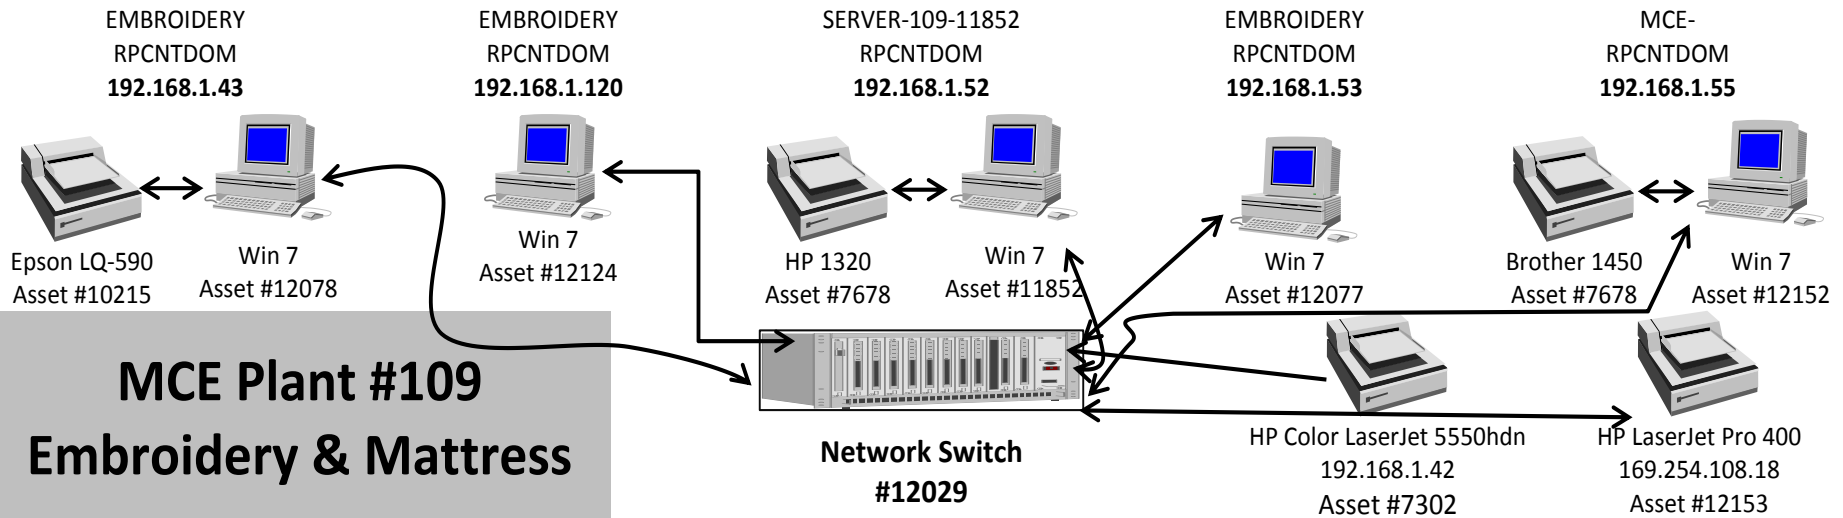 EMBROIDERY
RPCNTDOM
192.168.1.43
EMBROIDERY
RPCNTDOM
192.168.1.120
SERVER-109-11852
RPCNTDOM
192.168.1.52
EMBROIDERY
RPCNTDOM
192.168.1.53
MCE-
RPCNTDOM
192.168.1.55
Epson LQ-590
Asset #10215
Win 7
Asset #12078
Win 7
Asset #12124
HP 1320
Asset #7678
Win 7
Asset #11852
Win 7
Asset #12077
Brother 1450
Asset #7678
Win 7
Asset #12152
MCE Plant #109
Embroidery & Mattress
Network Switch
#12029
HP Color LaserJet 5550hdn
192.168.1.42
Asset #7302
HP LaserJet Pro 400
169.254.108.18
Asset #12153